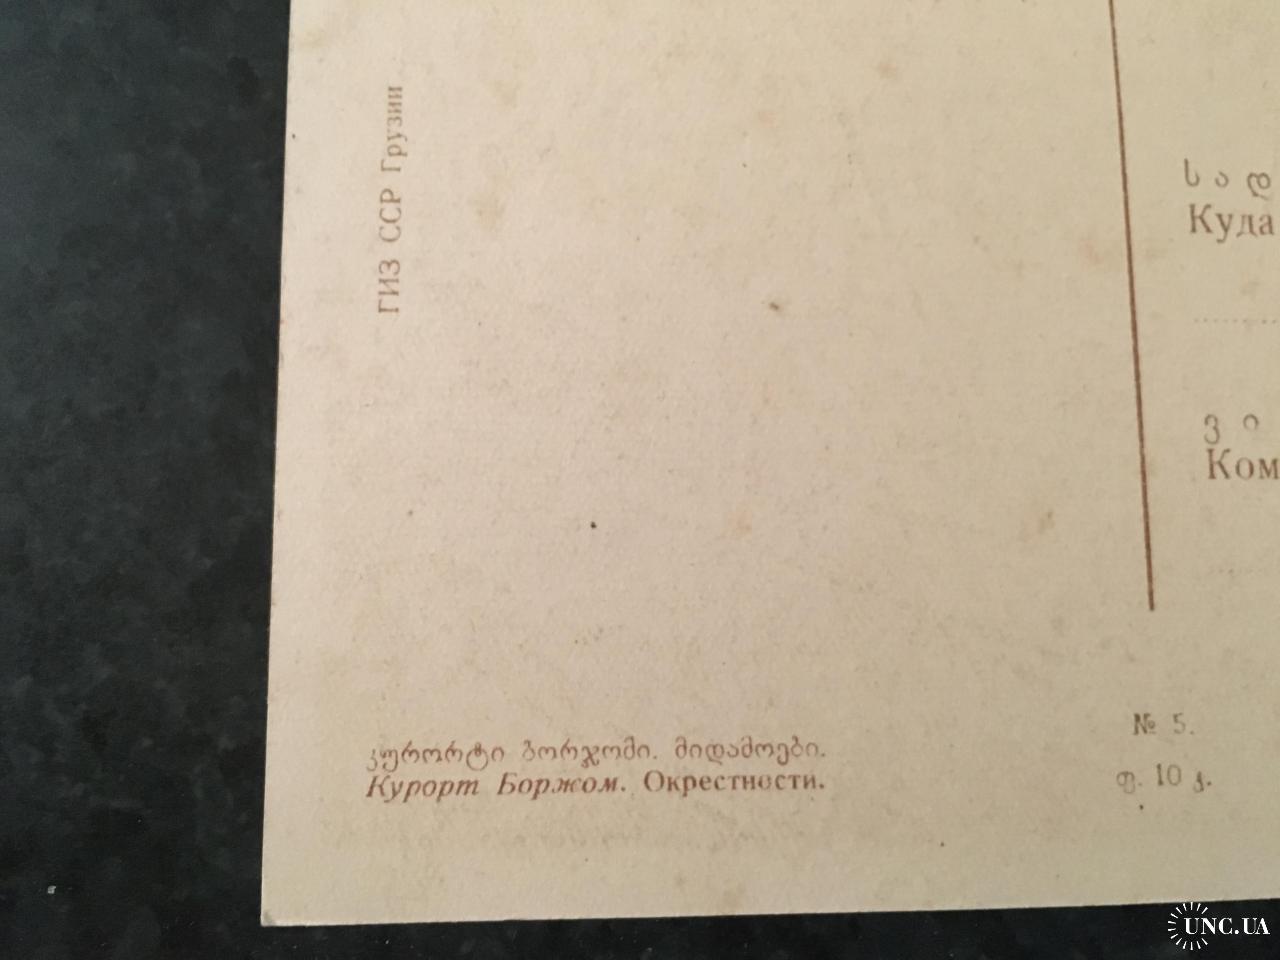 ГИЗ ССР Грузии
ს ა დ
Куда
ვ ი
Ком
№ 5.
ფ. 10 კ.
კურორტი ბორჯომი. მიდამოები.
Курорт Боржом. Окрестности.
UNC.UA